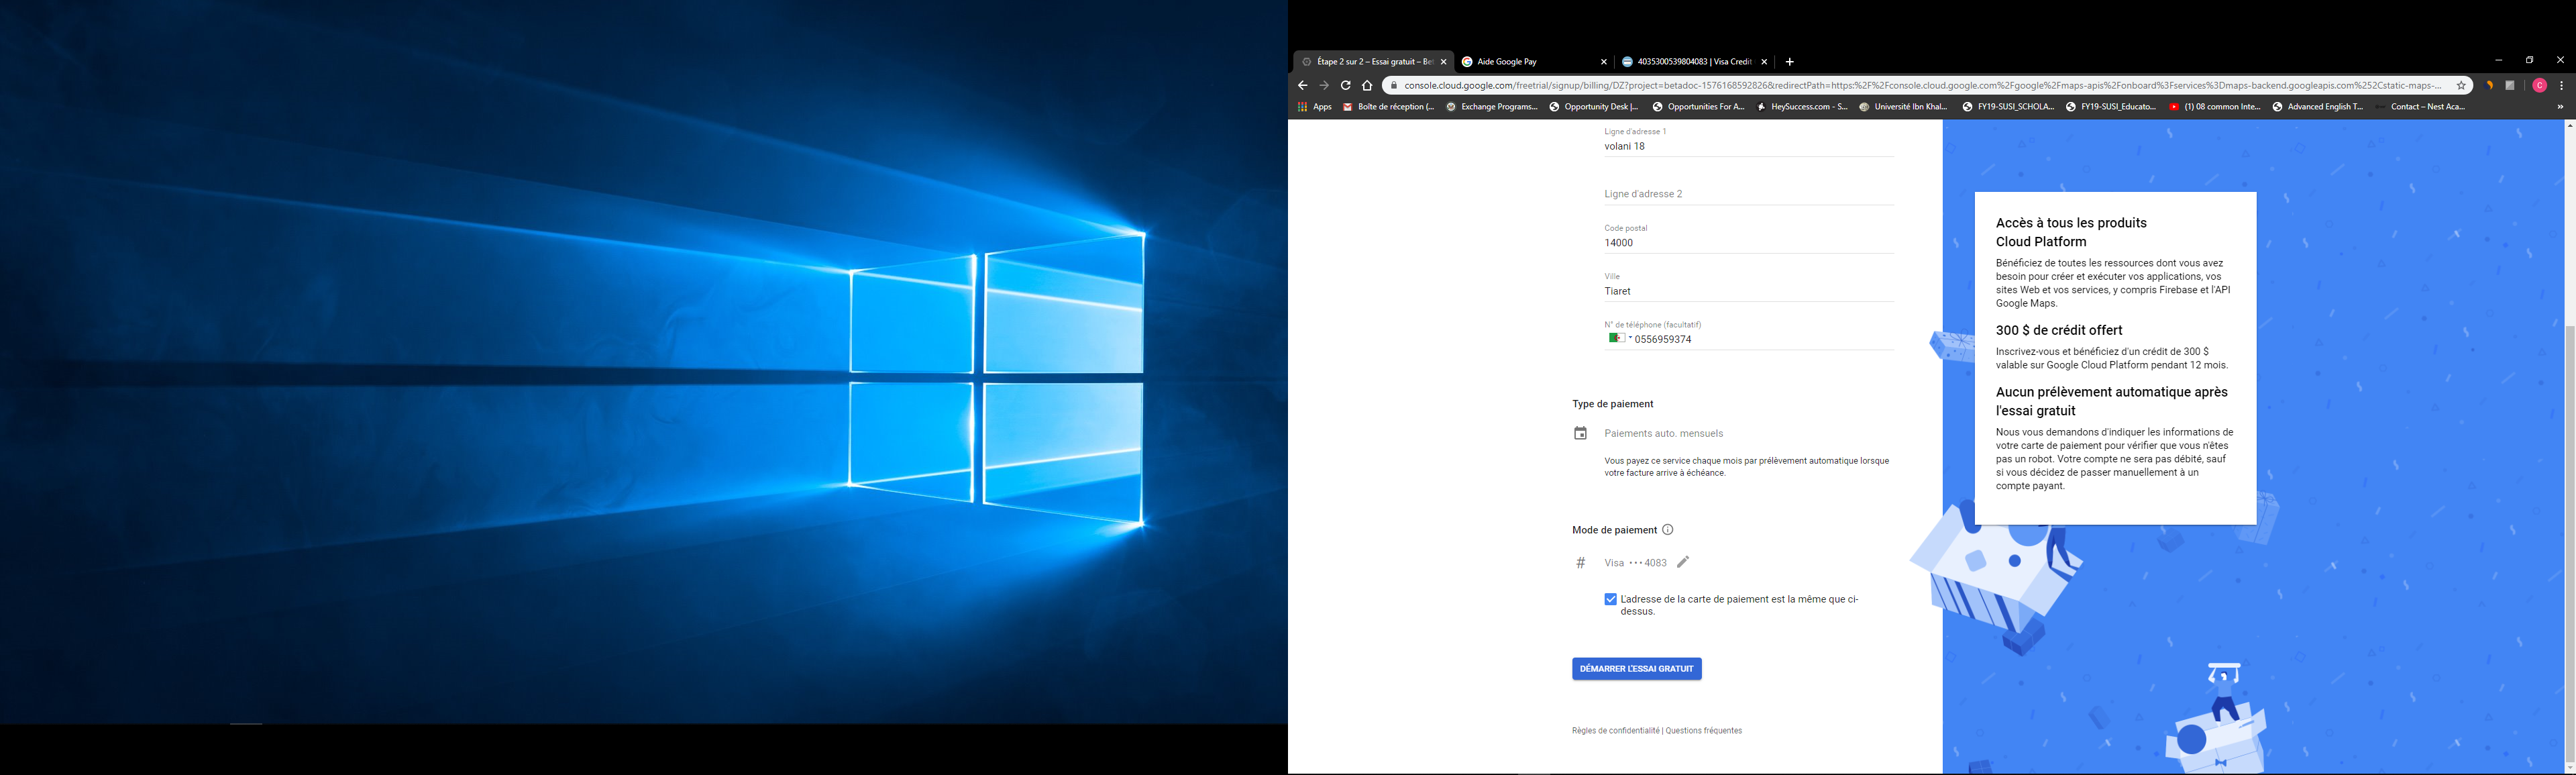 Étape 2 sur 2 – Essai gratuit – Be
Aide Google Pay
4035300539804083 | Visa Credit
console.cloud.google.com/freetrial/signup/billing/DZ?project=betadoc-1576168592826&redirectPath=https:%2F%2Fconsole.cloud.google.com%2Fgoogle%2Fmaps-apis%2Fonboard%3Fservices%3Dmaps-backend.googleapis.com%252Cstatic-maps-...
Apps
Boîte de réception (...
Exchange Programs...
Opportunity Desk |...
Opportunities For A...
HeySuccess.com - S...
Université Ibn Khal...
FY19-SUSI_SCHOLA...
FY19-SUSI_Educato...
(1) 08 common Inte...
Advanced English T...
Contact – Nest Aca...
»
Ligne d'adresse 1
volani 18
Ligne d'adresse 2
Code postal
14000
Ville
Tiaret
N° de téléphone (facultatif)
0556959374
Type de paiement
Paiements auto. mensuels
Vous payez ce service chaque mois par prélèvement automatique lorsque
votre facture arrive à échéance.
Mode de paiement
# Visa ••• 4083
L'adresse de la carte de paiement est la même que ci-
dessus.
DÉMARRER L'ESSAI GRATUIT
Règles de confidentialité | Questions fréquentes
Accès à tous les produits
Cloud Platform
Bénéficiez de toutes les ressources dont vous avez
besoin pour créer et exécuter vos applications, vos
sites Web et vos services, y compris Firebase et l'API
Google Maps.
300 $ de crédit offert
Inscrivez-vous et bénéficiez d'un crédit de 300 $
valable sur Google Cloud Platform pendant 12 mois.
Aucun prélèvement automatique après
l'essai gratuit
Nous vous demandons d'indiquer les informations de
votre carte de paiement pour vérifier que vous n'êtes
pas un robot. Votre compte ne sera pas débité, sauf
si vous décidez de passer manuellement à un
compte payant.